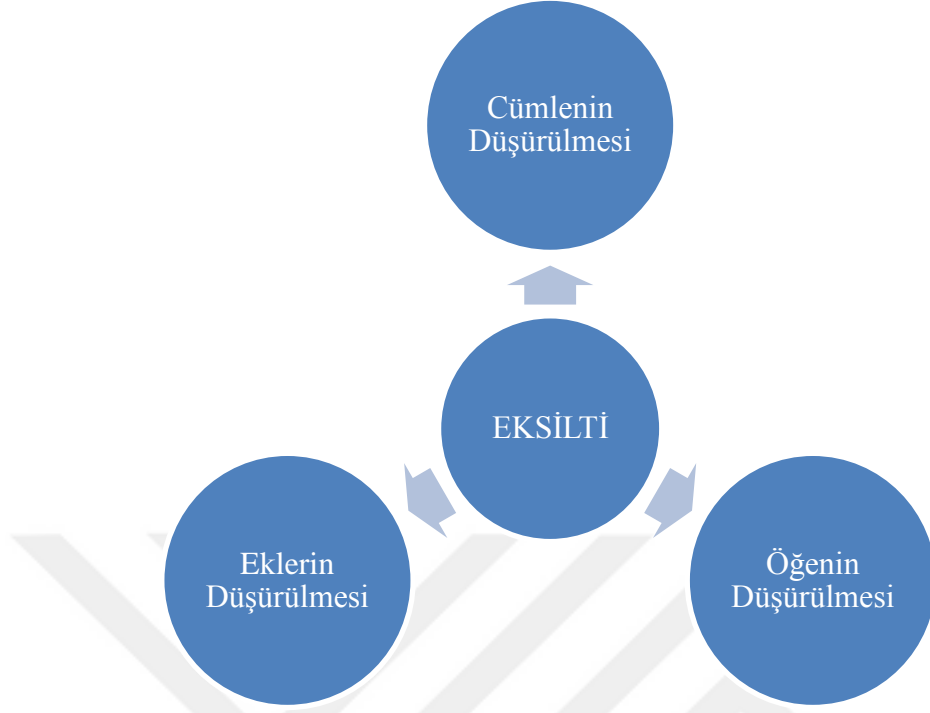 Cümlenin
Düşürülmesi
EKSİLTİ
Eklerin
Düşürülmesi
Öğenin
Düşürülmesi